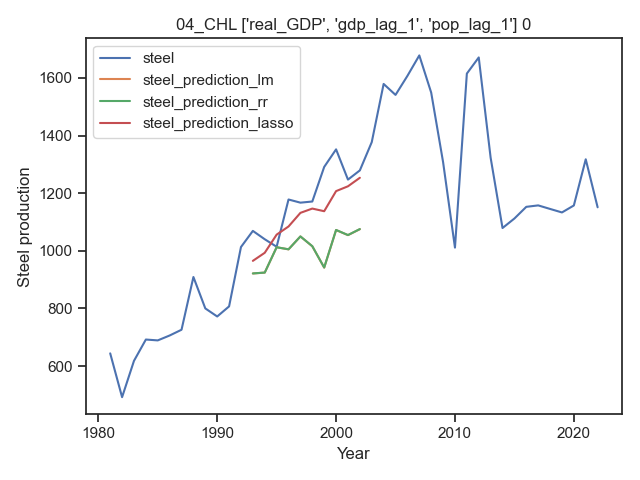 04_CHL ['real_GDP', 'gdp_lag_1', 'pop_lag_1'] 0
steel
steel_prediction_lm
steel_prediction_rr
steel_prediction_lasso
Steel production
1600
1400
1200
1000
800
600
1980
1990
2000
2010
2020
Year